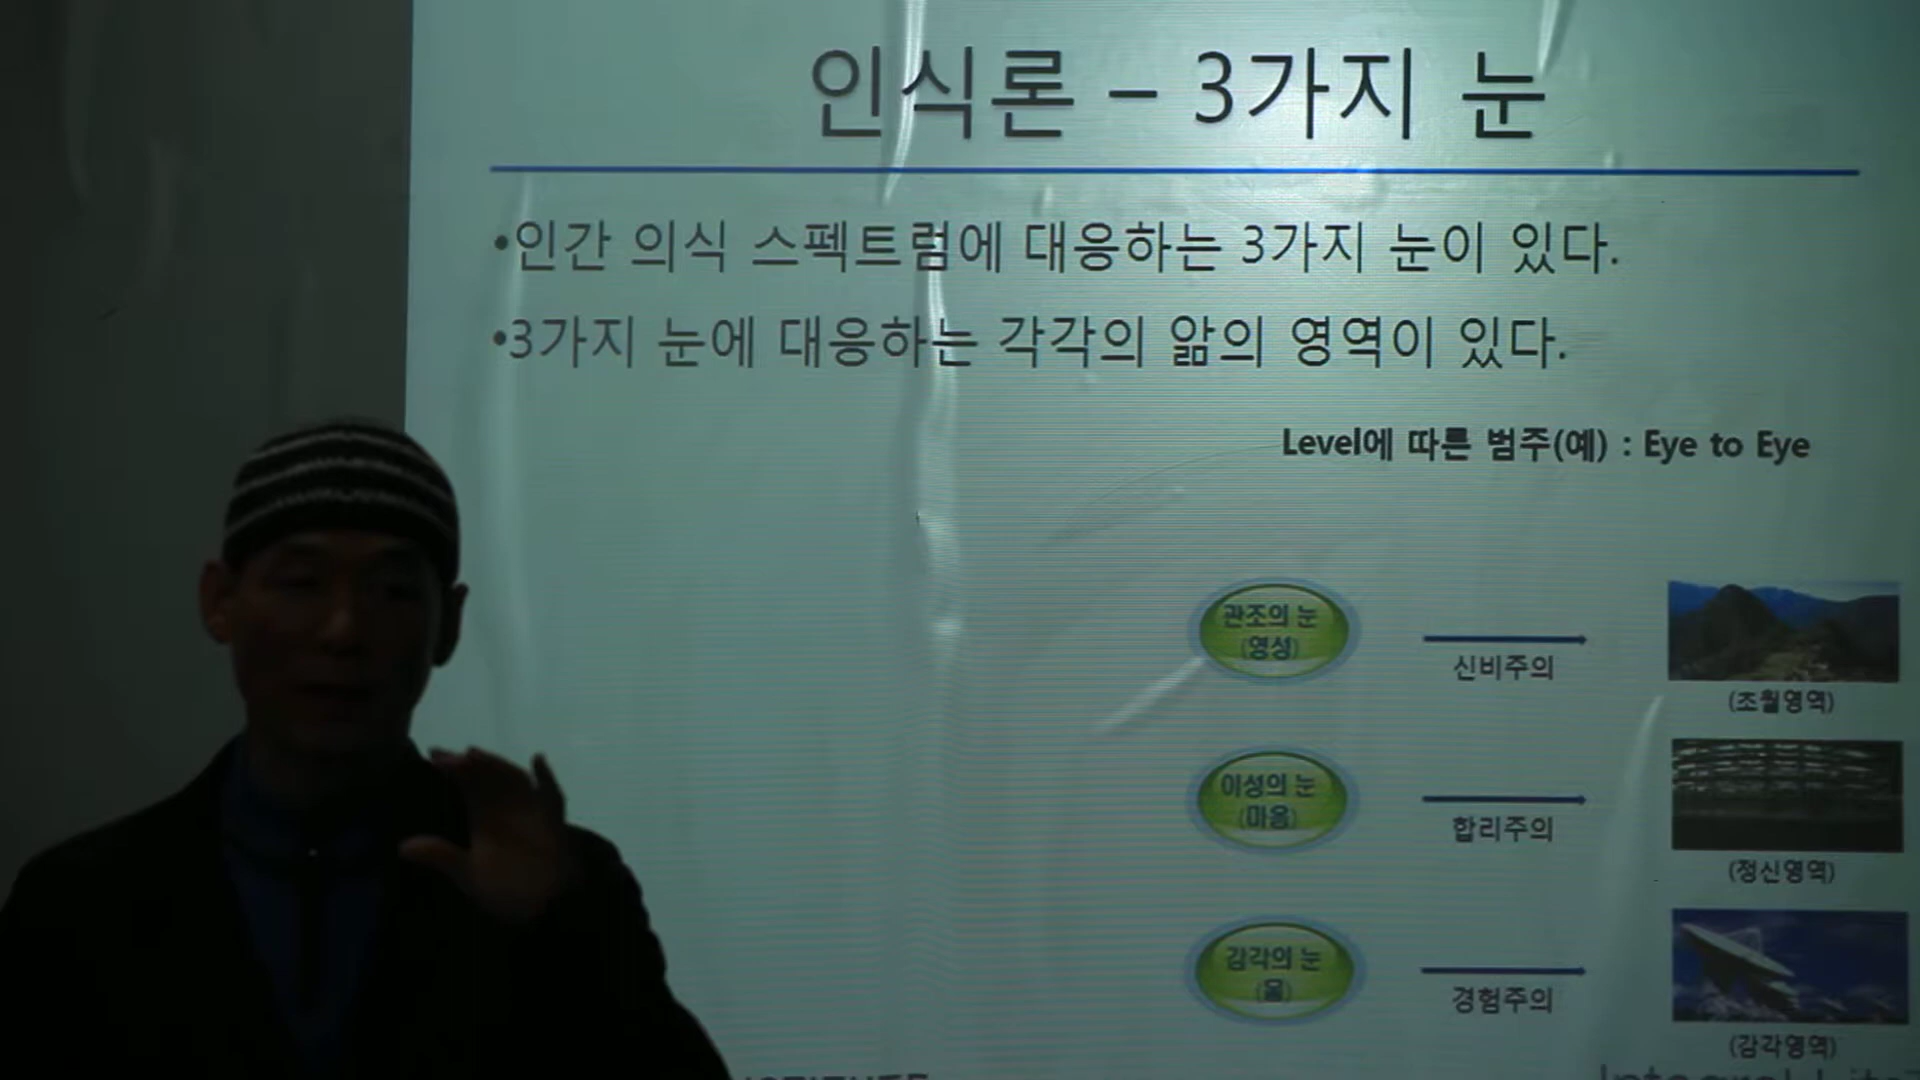 인식론 – 3가지 눈
•인간 의식 스펙트럼에 대응하는 3가지 눈이 있다.
•3가지 눈에 대응하는 각각의 앎의 영역이 있다.
Level에 따른 범주(예) : Eye to Eye
관조의 눈
(영성)
신비주의
(초월영역)
이성의 눈
(마음)
합리주의
(정신영역)
감각의 눈
(몸)
경험주의
(감각영역)